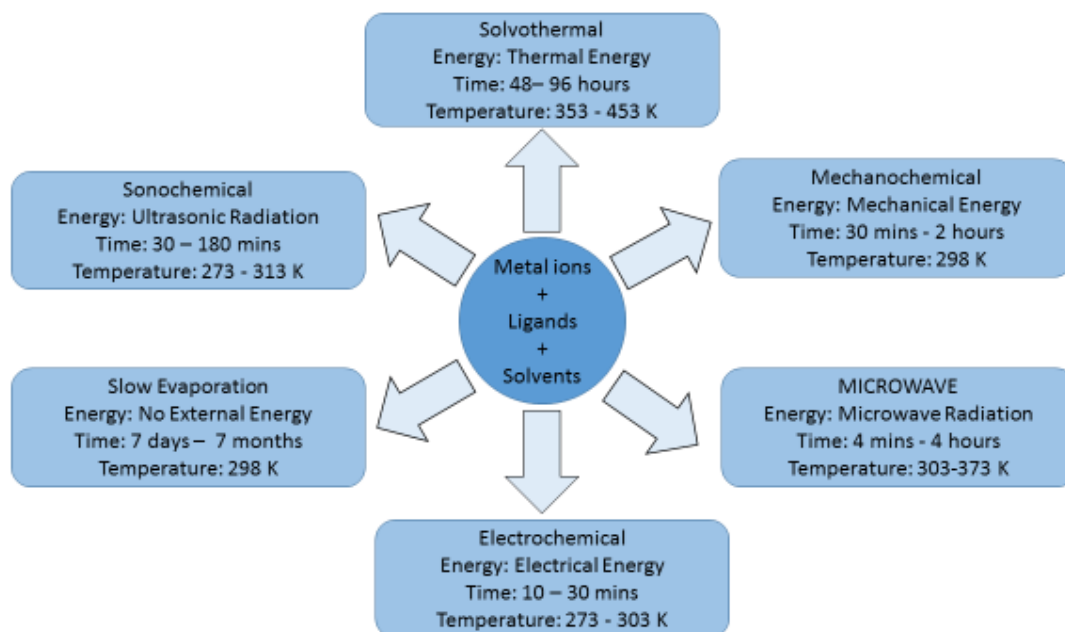 Solvothermal
Energy: Thermal Energy
Time: 48– 96 hours
Temperature: 353 - 453 K
Sonochemical
Energy: Ultrasonic Radiation
Time: 30 – 180 mins
Temperature: 273 - 313 K
Mechanochemical
Energy: Mechanical Energy
Time: 30 mins - 2 hours
Temperature: 298 K
Metal ions
+
Ligands
+
Solvents
Slow Evaporation
Energy: No External Energy
Time: 7 days – 7 months
Temperature: 298 K
MICROWAVE
Energy: Microwave Radiation
Time: 4 mins - 4 hours
Temperature: 303-373 K
Electrochemical
Energy: Electrical Energy
Time: 10 – 30 mins
Temperature: 273 - 303 K